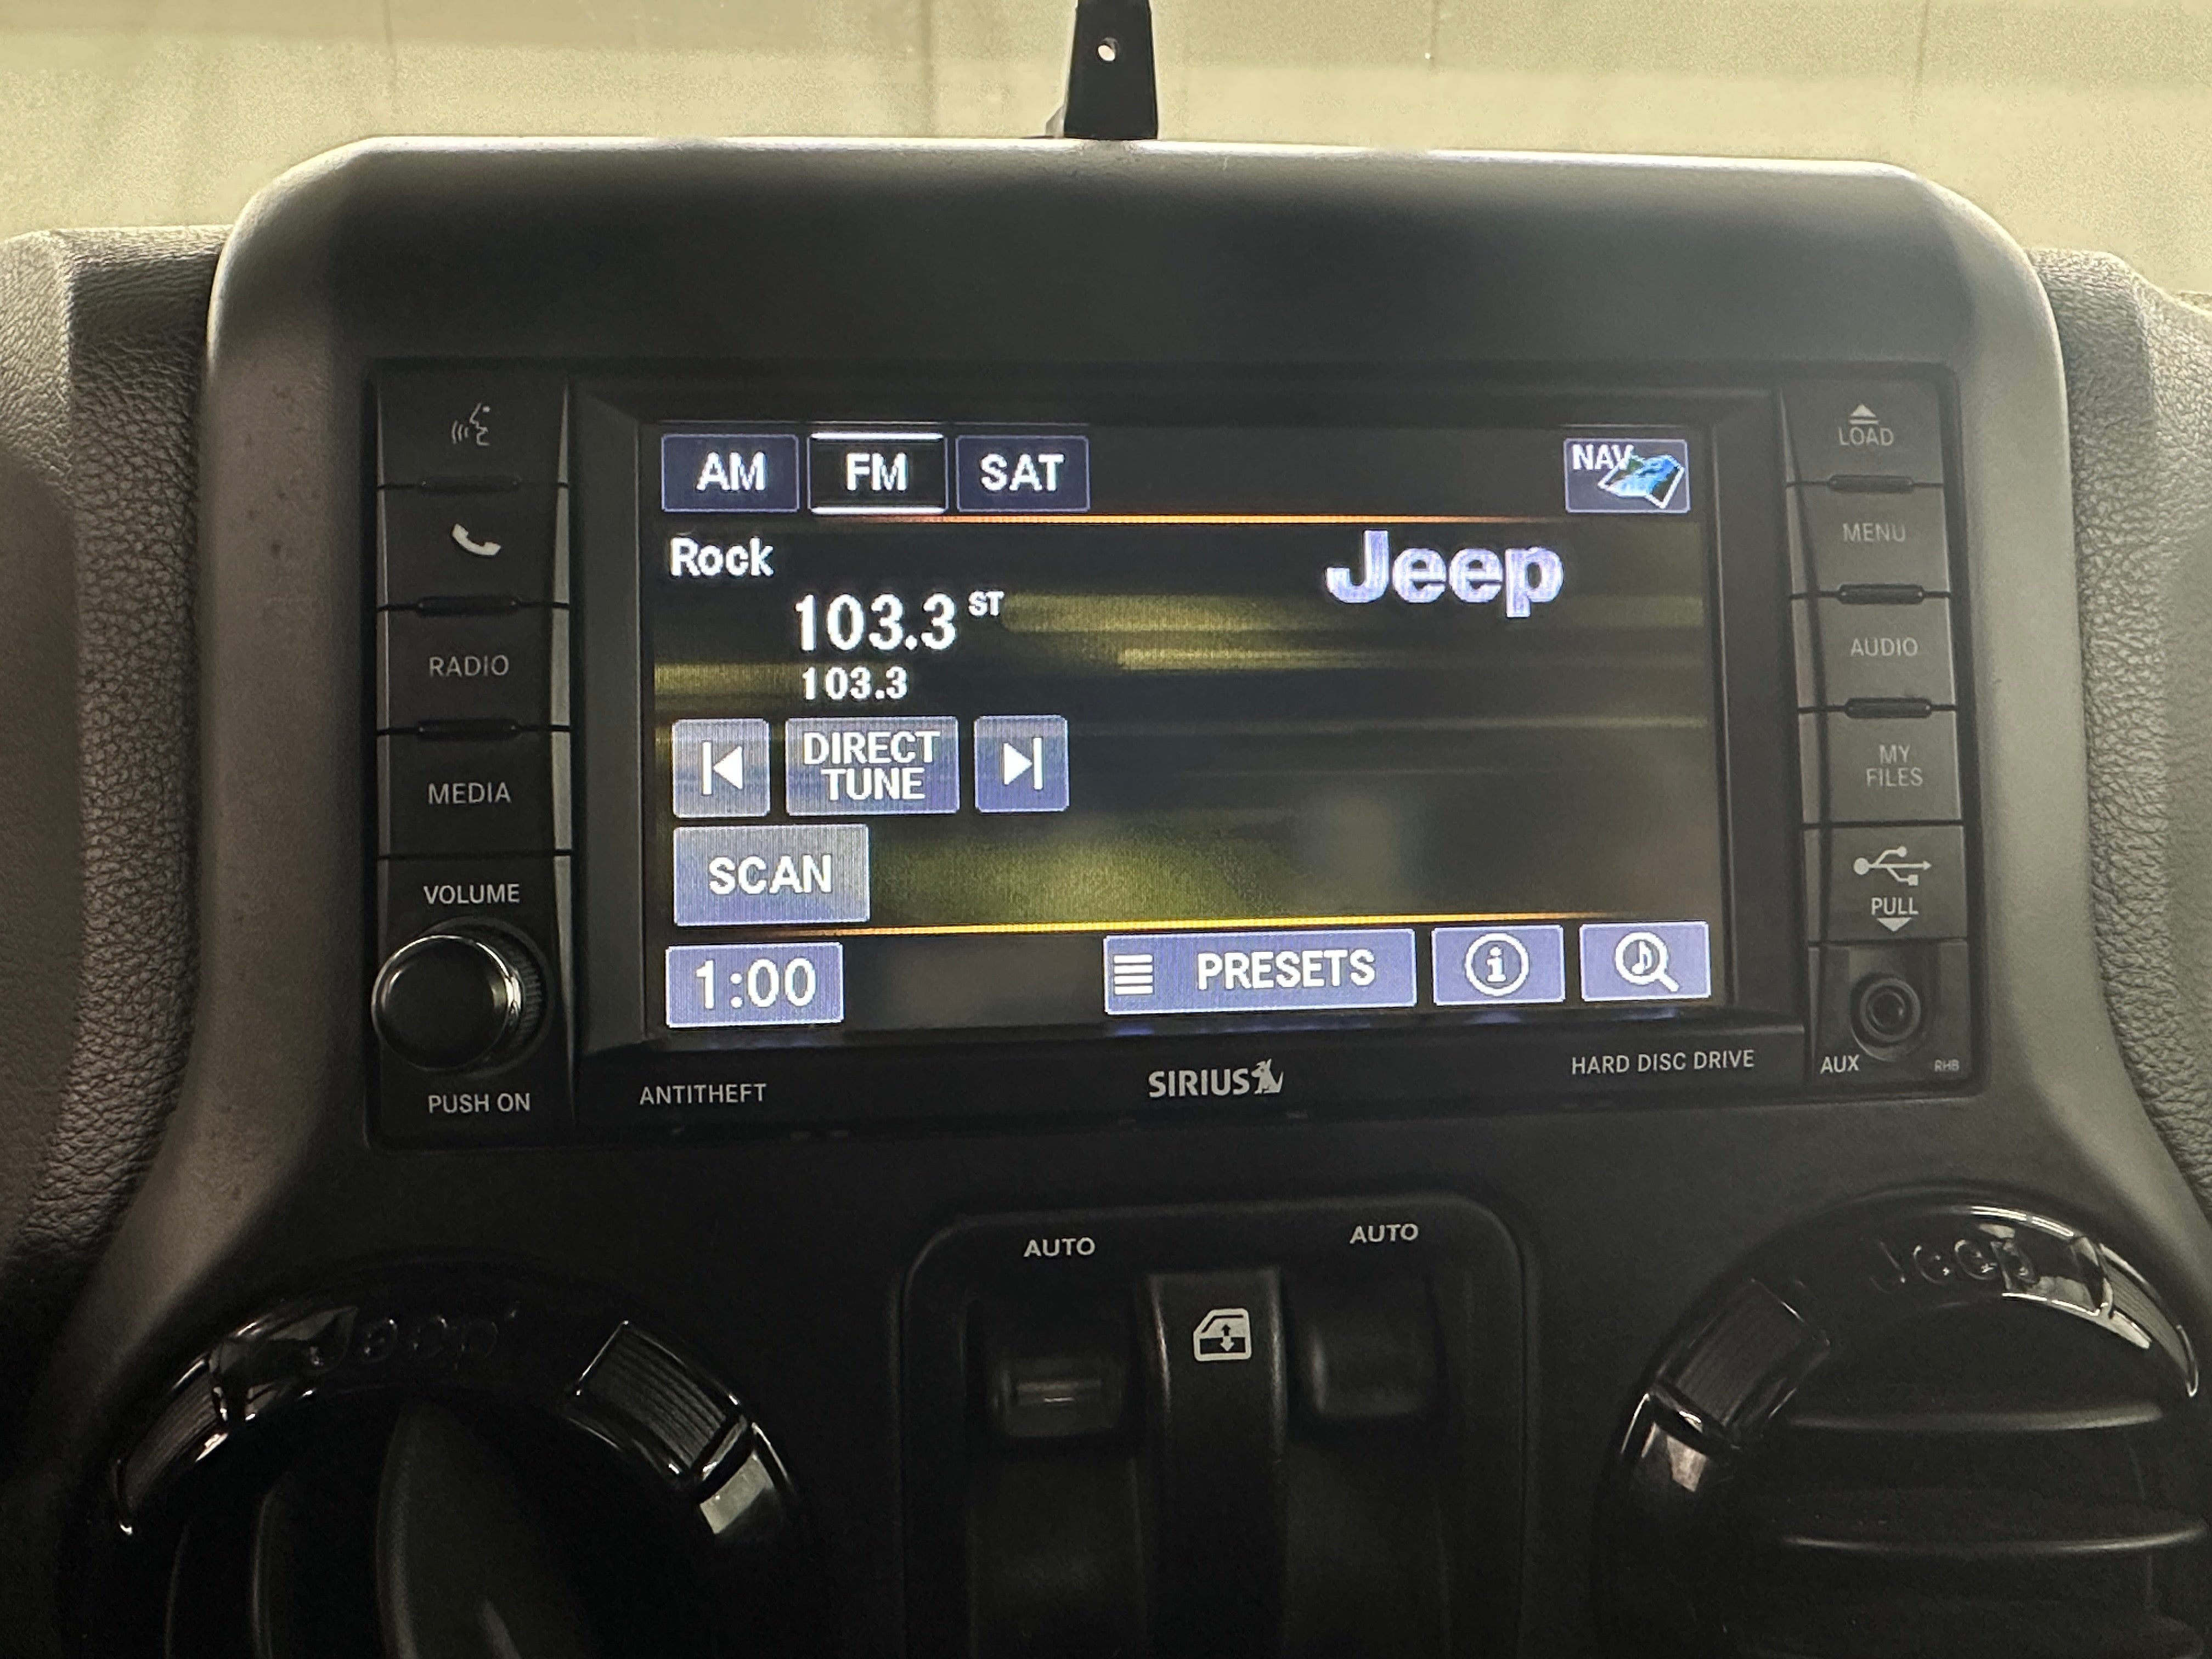 AM FM SAT NAV
LOAD
Rock
Jeep
MENU
103.3 ST
103.3
RADIO
AUDIO
DIRECT
TUNE
MY
FILES
MEDIA
SCAN
VOLUME
PULL
1:00
PRESETS
i
PUSH ON
ANTITHEFT
SIRIUS
HARD DISC DRIVE
AUX
RHB
AUTO
AUTO
Jeep
Jeep